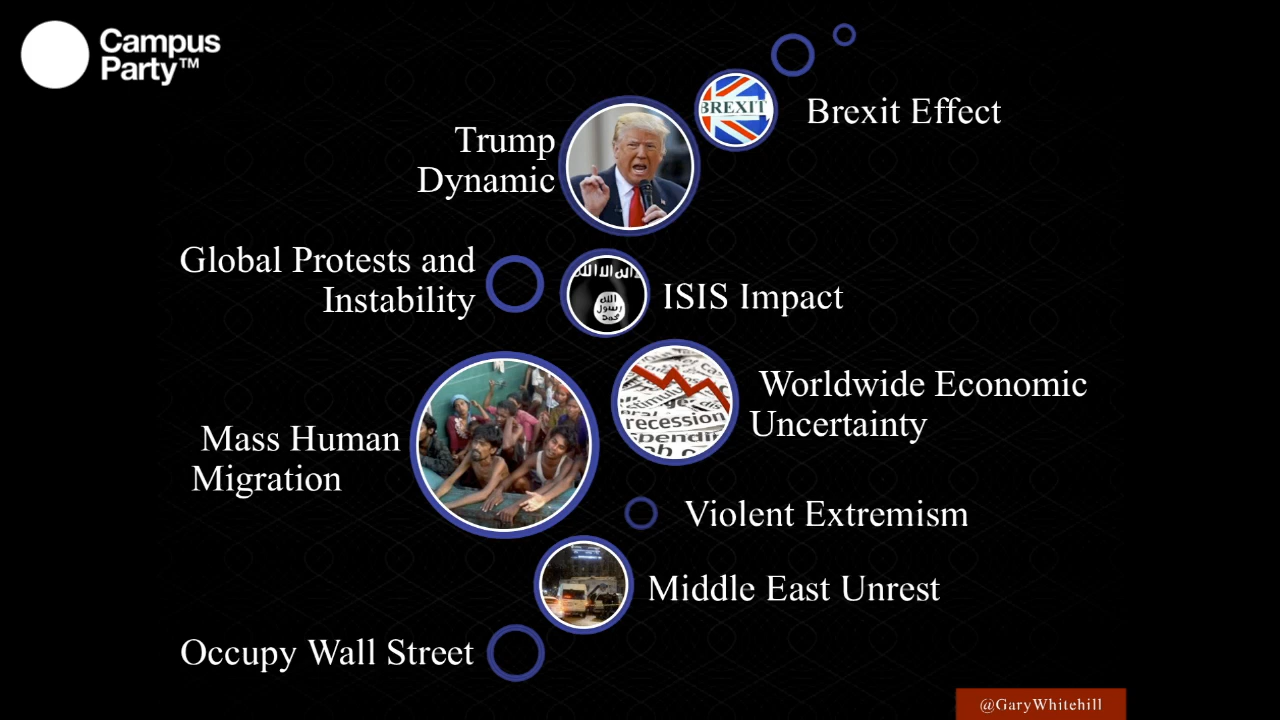 Campus
Party™
BREXIT
Brexit Effect
Trump
Dynamic
Global Protests and
Instability
ISIS Impact
Worldwide Economic
Uncertainty
recession
Mass Human
Migration
Violent Extremism
Middle East Unrest
Occupy Wall Street
@GaryWhitehill